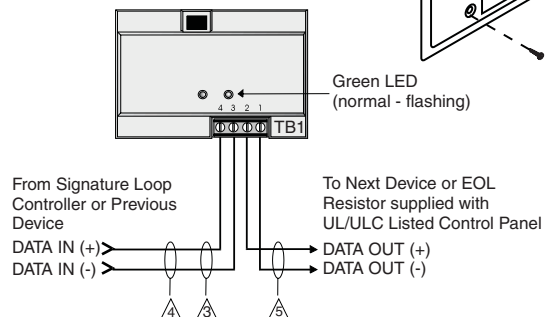 Green LED
(normal - flashing)
4 3 2 1
TB1
From Signature Loop
Controller or Previous
Device
DATA IN (+)
DATA IN (-)
To Next Device or EOL
Resistor supplied with
UL/ULC Listed Control Panel
DATA OUT (+)
DATA OUT (-)
4 3 5